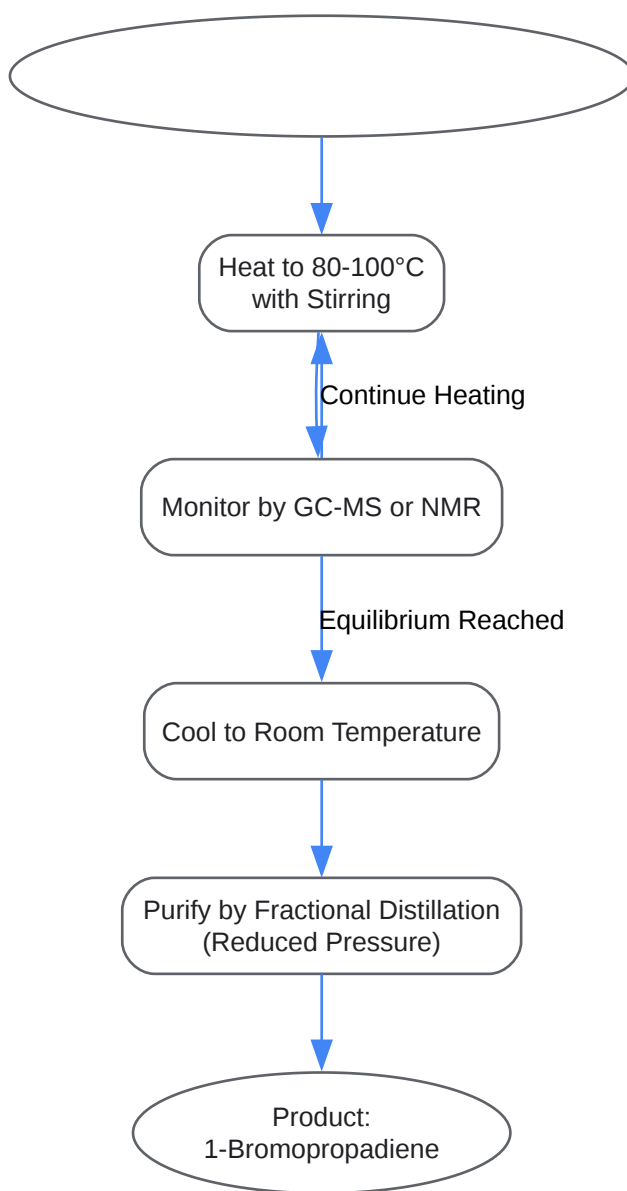 Heat to 80-100°C
with Stirring
Continue Heating
Monitor by GC-MS or NMR
Equilibrium Reached
Cool to Room Temperature
Purify by Fractional Distillation
(Reduced Pressure)
Product:
1-Bromopropadiene